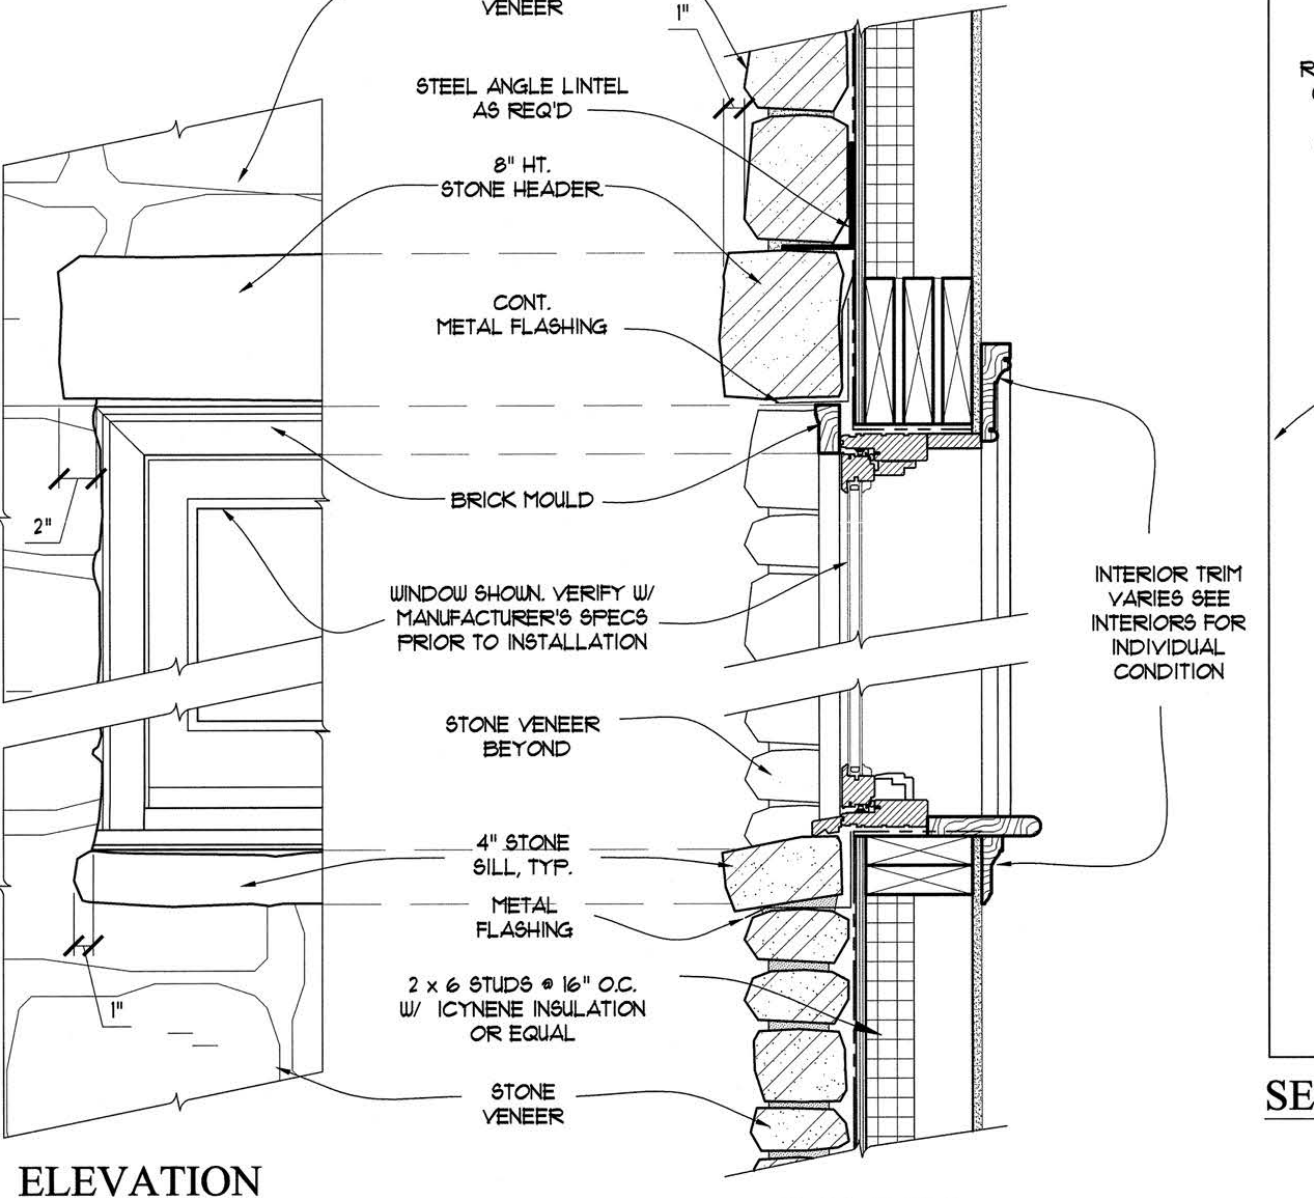 VENEER
1"
STEEL ANGLE LINTEL
AS REQ'D
8" HT.
STONE HEADER.
CONT.
METAL FLASHING
2"
BRICK MOULD
WINDOW SHOWN. VERIFY W/
MANUFACTURER'S SPECS
PRIOR TO INSTALLATION
INTERIOR TRIM
VARIES SEE
INTERIORS FOR
INDIVIDUAL
CONDITION
STONE VENEER
BEYOND
4" STONE
SILL, TYP.
METAL
FLASHING
2 x 6 STUDS @ 16" O.C.
W/ ICYNENE INSULATION
OR EQUAL
1"
STONE
VENEER
ELEVATION
SE